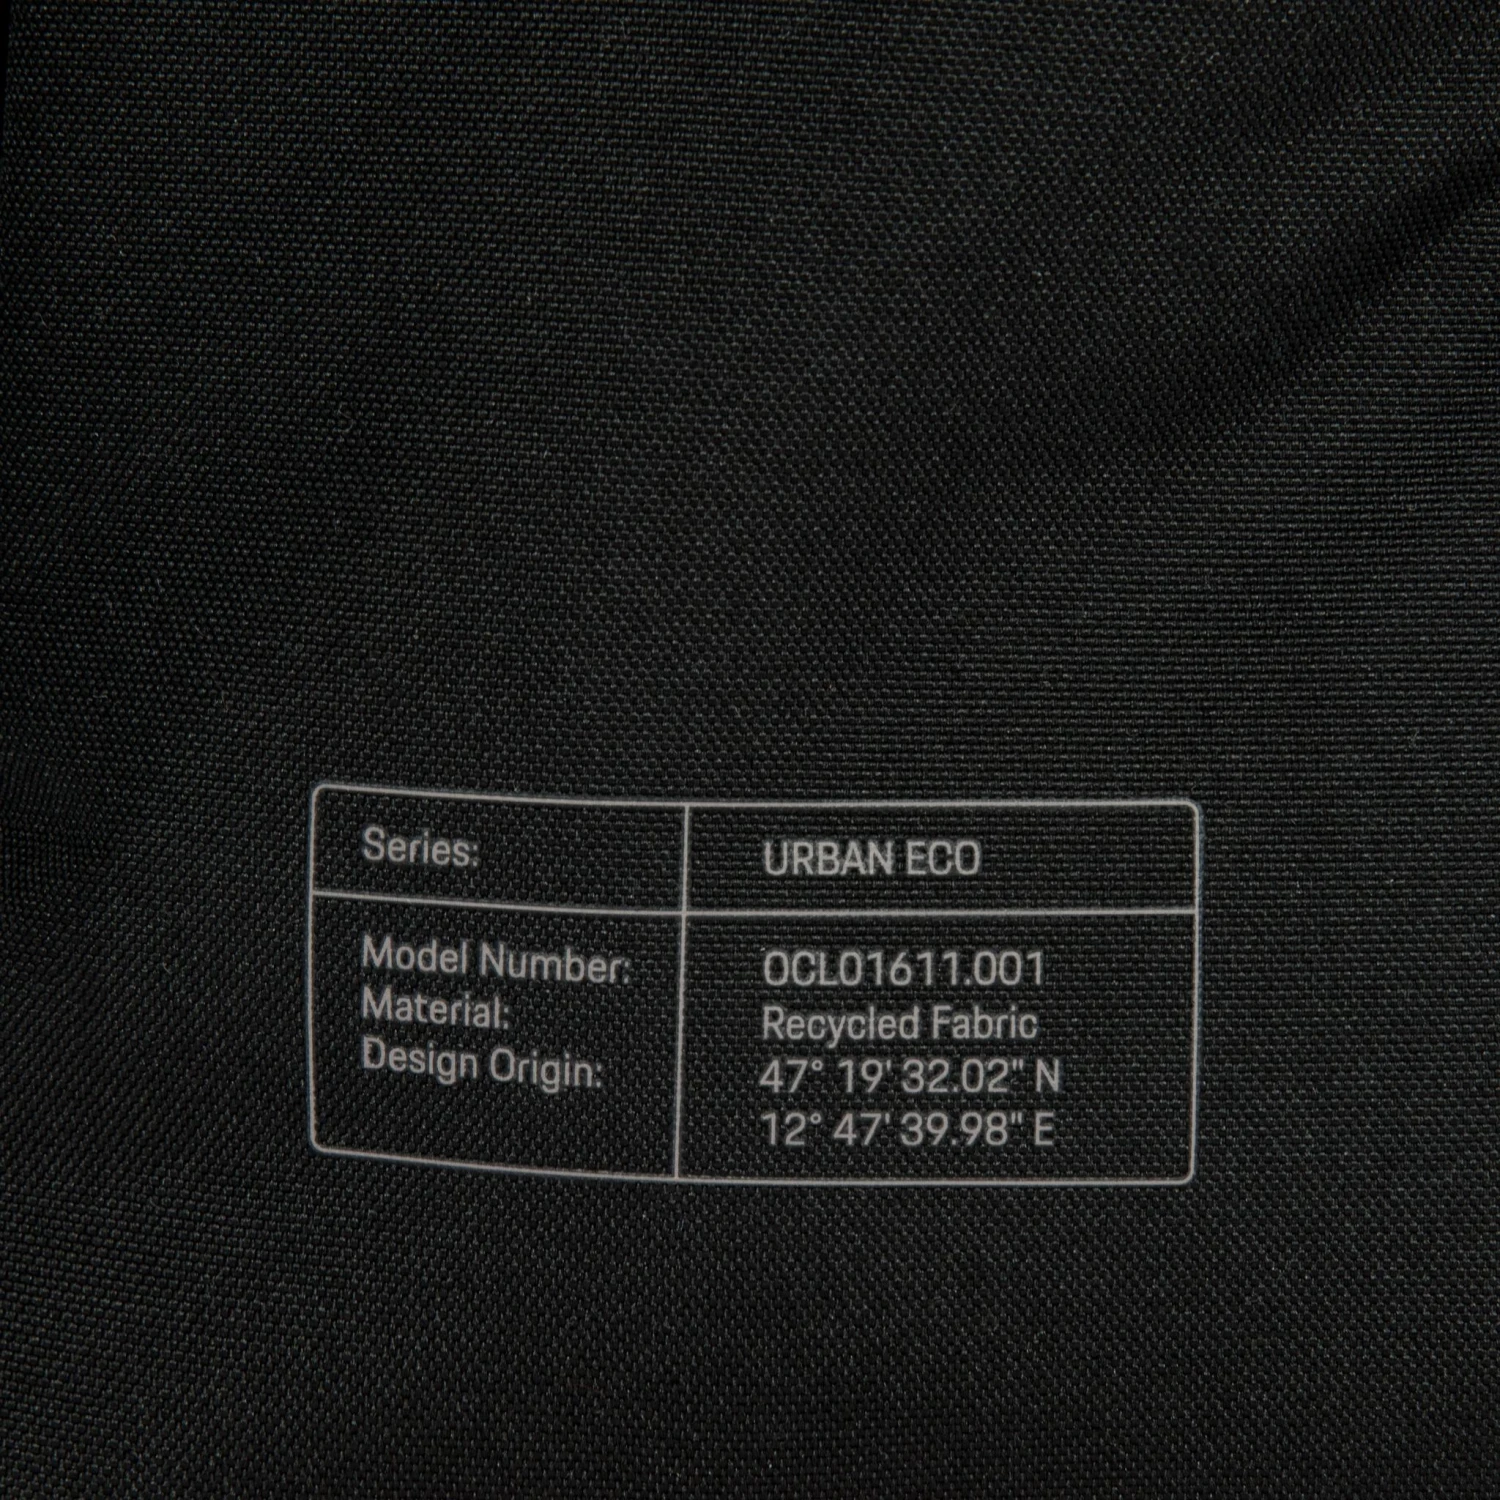 Series: URBAN ECO
Model Number: OCL01611.001
Material: Recycled Fabric
Design Origin: 47° 19' 32.02" N
12° 47' 39.98" E